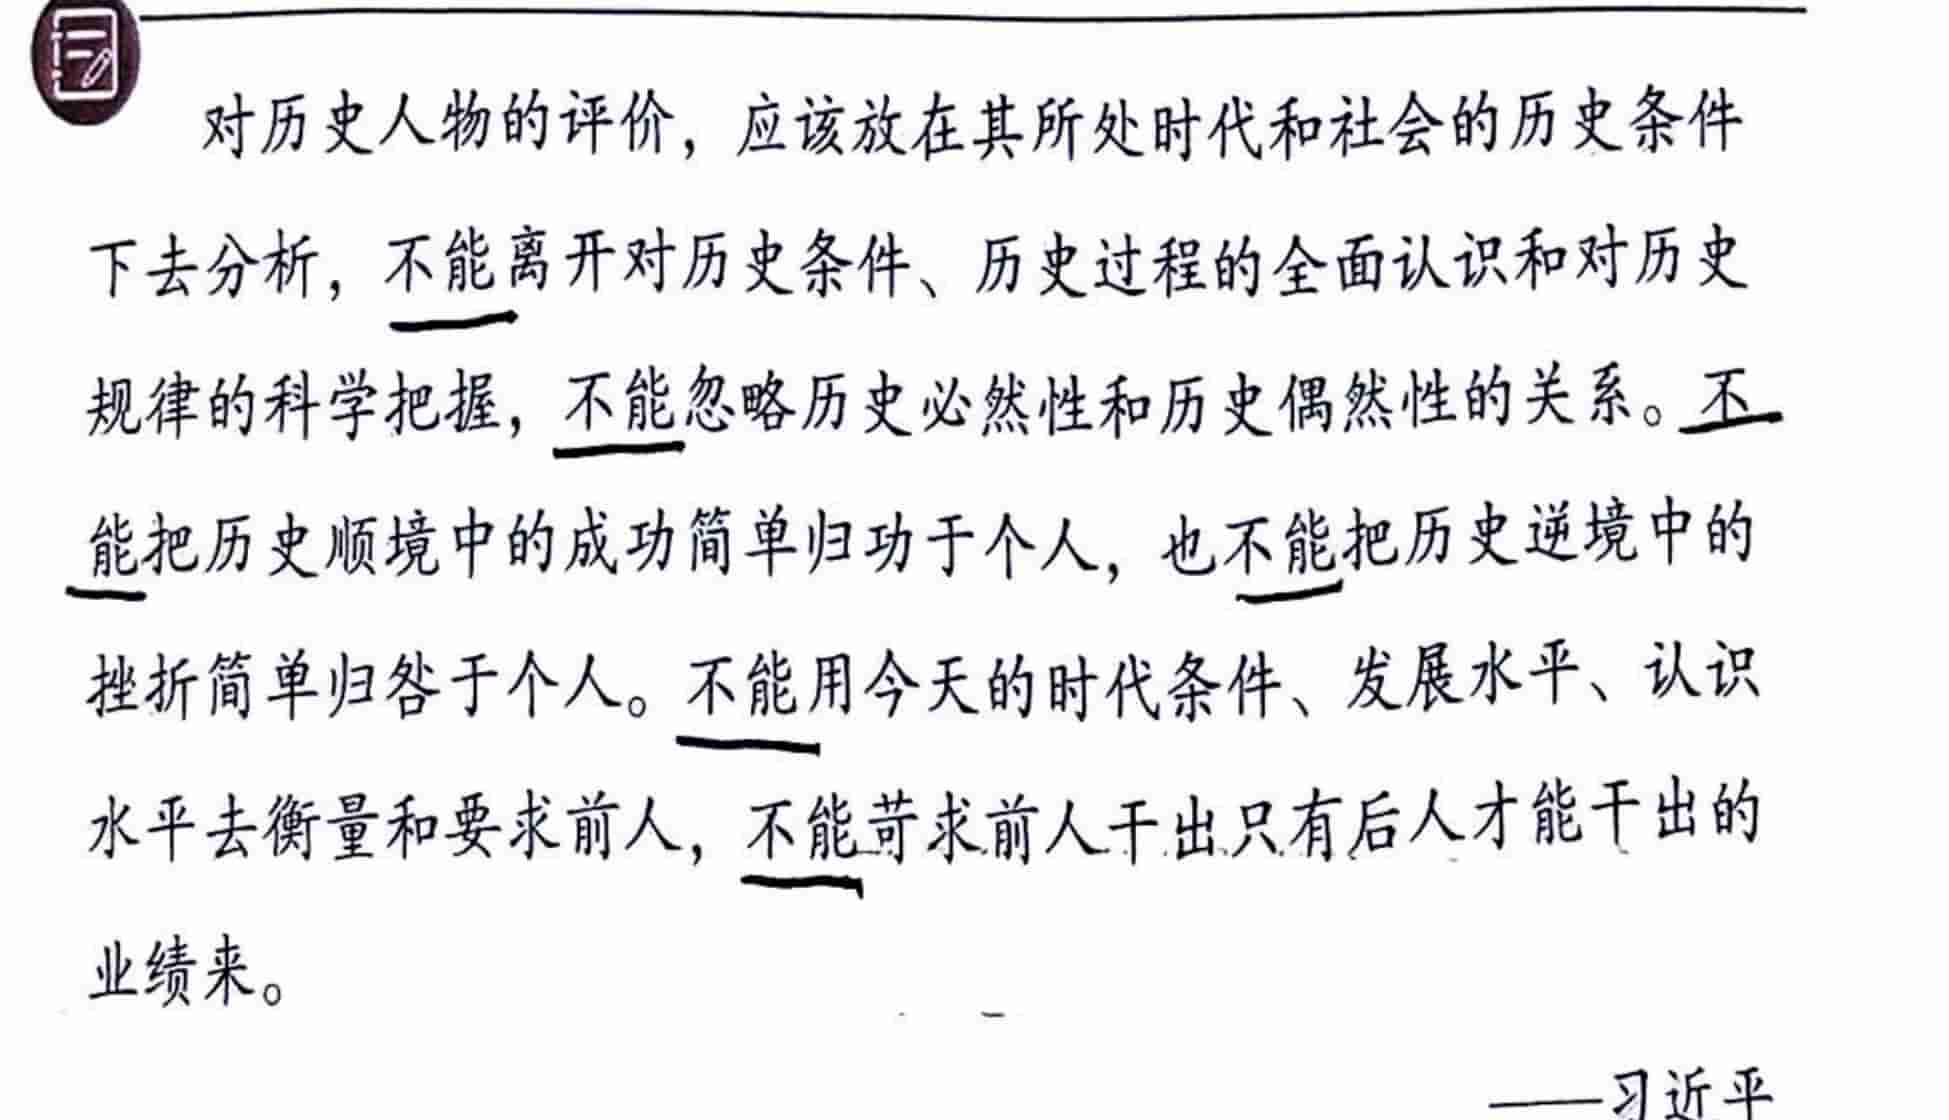 对历史人物的评价，应该放在其所处时代和社会的历史条件
下去分析，不能离开对历史条件、历史过程的全面认识和对历史
规律的科学把握，不能忽略历史必然性和历史偶然性的关系。不
能把历史顺境中的成功简单归功于个人，也不能把历史逆境中的
挫折简单归咎于个人。不能用今天的时代条件、发展水平、认识
水平去衡量和要求前人，不能苛求前人干出只有后人才能干出的
业绩来。
——习近平